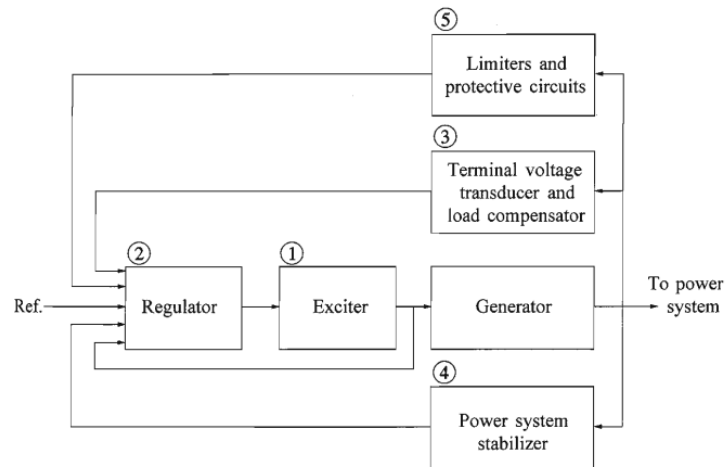 ⑤
Limiters and
protective circuits
③
Terminal voltage
transducer and
load compensator
②
①
Ref.
Regulator
Exciter
Generator
To power
system
④
Power system
stabilizer